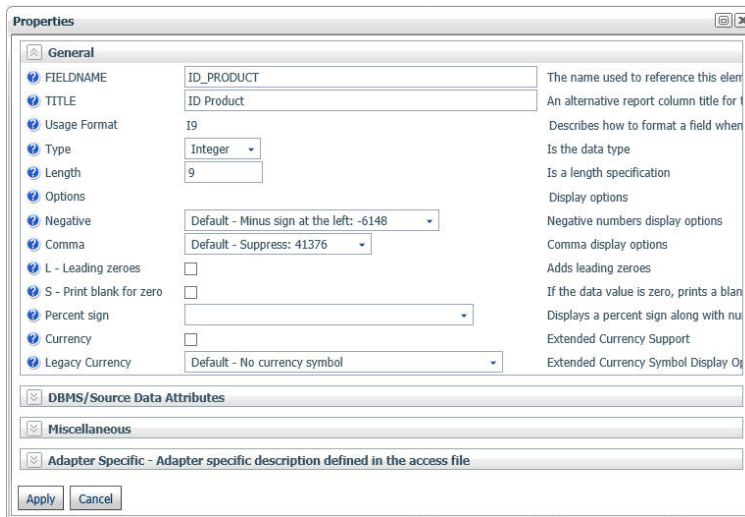 Properties
General
FIELDNAME ID_PRODUCT The name used to reference this elem
TITLE ID Product An alternative report column title for t
Usage Format I9 Describes how to format a field when
Type Integer Is the data type
Length 9 Is a length specification
Options Display options
Negative Default - Minus sign at the left: -6148 Negative numbers display options
Comma Default - Suppress: 41376 Comma display options
L - Leading zeroes Adds leading zeroes
S - Print blank for zero If the data value is zero, prints a blan
Percent sign Displays a percent sign along with nu
Currency Extended Currency Support
Legacy Currency Default - No currency symbol Extended Currency Symbol Display Op
DBMS/Source Data Attributes
Miscellaneous
Adapter Specific - Adapter specific description defined in the access file
Apply Cancel